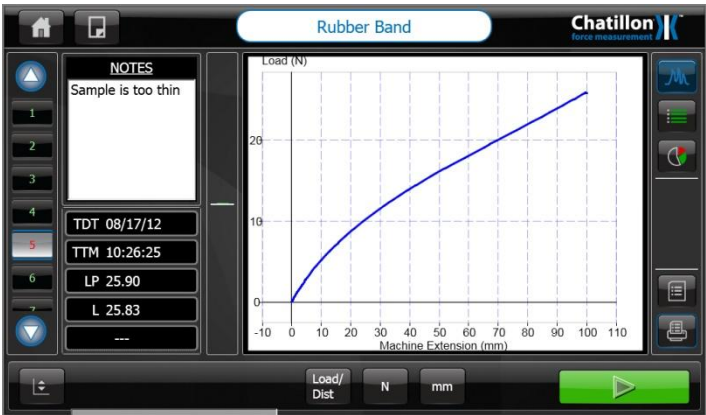 Rubber Band
Chatillon
force measurement
NOTES
Sample is too thin
1
2
3
4
5
6
TDT 08/17/12
TTM 10:26:25
LP 25.90
L 25.83
---
Load (N)
20
10
0
-10 0 10 20 30 40 50 60 70 80 90 100 110
Machine Extension (mm)
Load/
Dist
N
mm